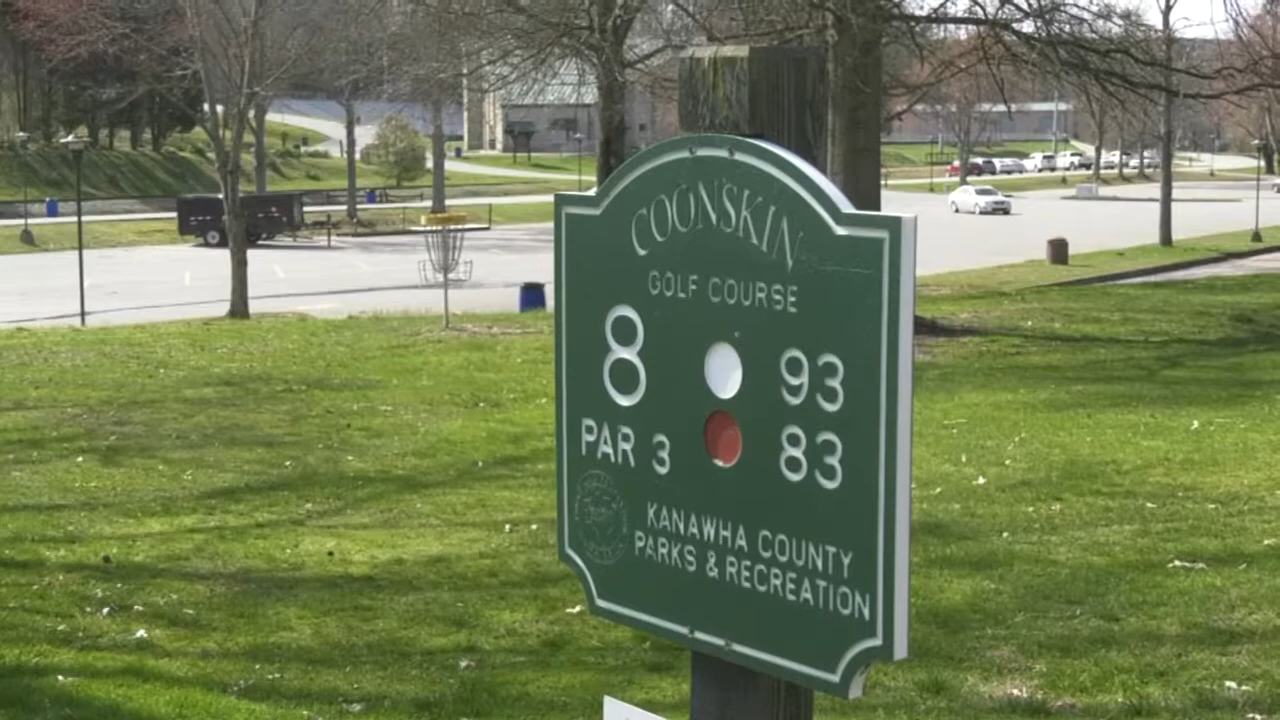 COONSKIN
GOLF COURSE
8 93
PAR 3 83
KANAWHA COUNTY
PARKS & RECREATION